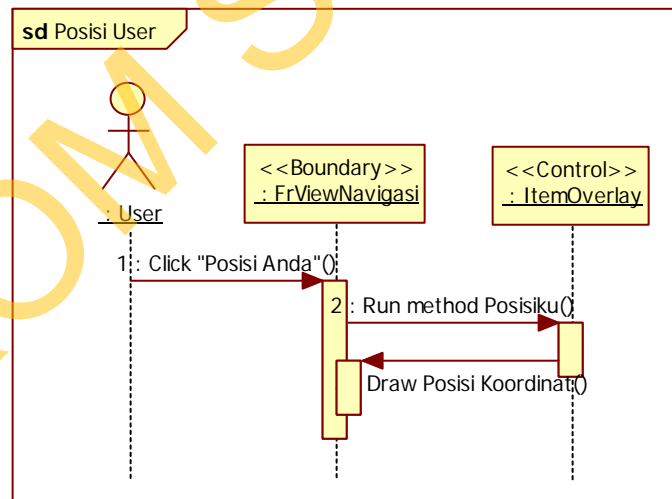 sd Posisi User
<<Boundary>>
: FrViewNavigasi
<<Control>>
: ItemOverlay
: User
1 : Click "Posisi Anda"()
2 : Run method Posisiku()
Draw Posisi Koordinat()
OM S